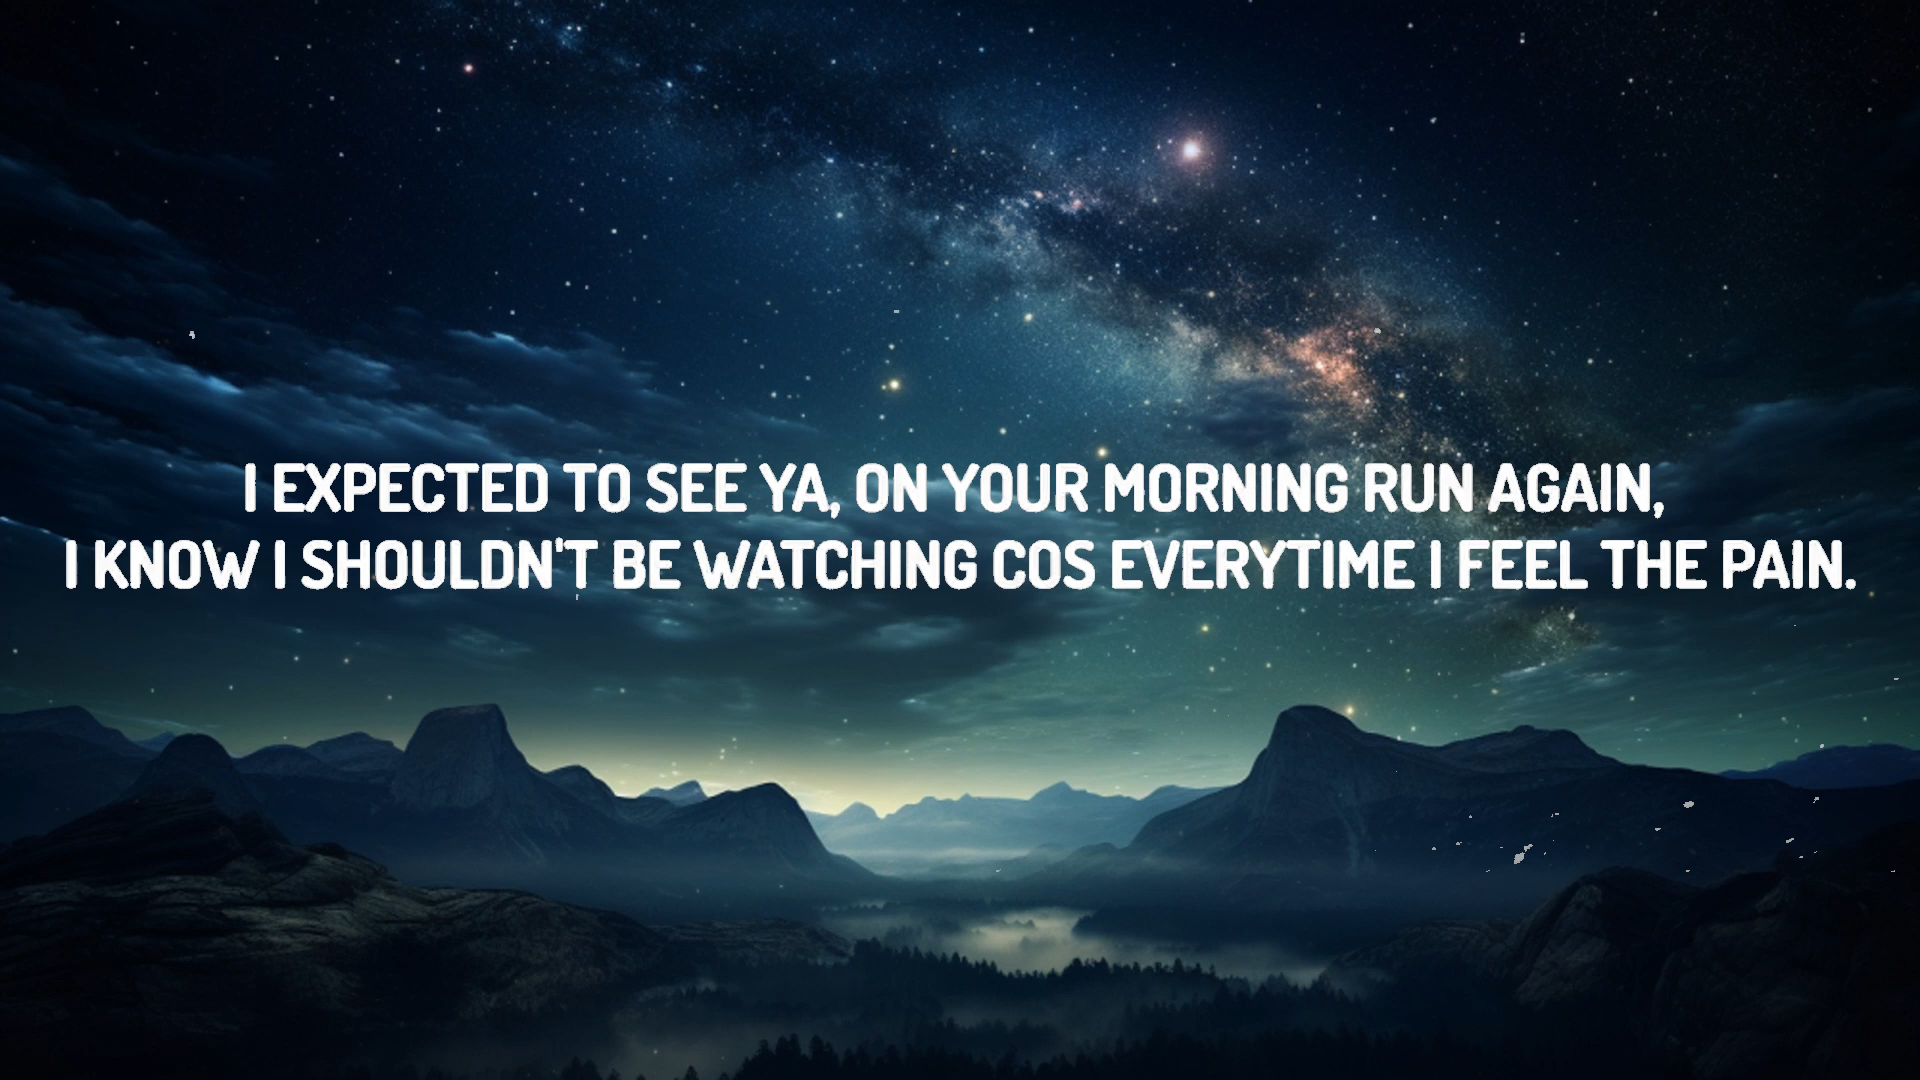 I EXPECTED TO SEE YA, ON YOUR MORNING RUN AGAIN,
I KNOW I SHOULDN'T BE WATCHING COS EVERYTIME I FEEL THE PAIN.